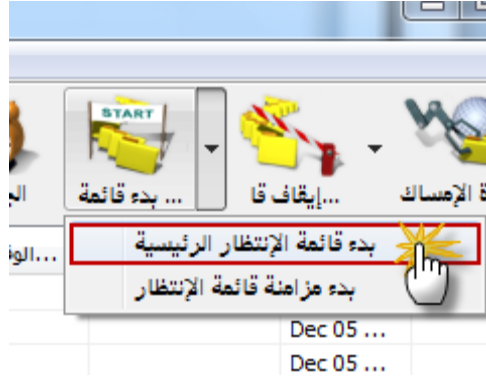 START
بدء قائمة ...
إيقاف قا...
ة الإمساك
الج
بدء قائمة الإنتظار الرئيسية
بدء مزامنة قائمة الإنتظار
الوق...
Dec 05 ...
Dec 05 ...